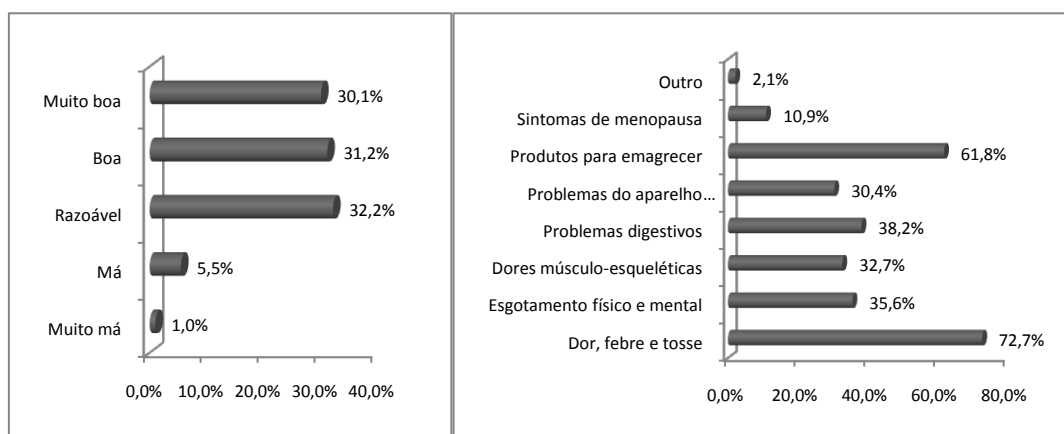 Muito boa 30,1%
Boa 31,2%
Razoável 32,2%
Má 5,5%
Muito má 1,0%
0,0% 10,0% 20,0% 30,0% 40,0%
Outro 2,1%
Sintomas de menopausa 10,9%
Produtos para emagrecer 61,8%
Problemas do aparelho… 30,4%
Problemas digestivos 38,2%
Dores músculo-esqueléticas 32,7%
Esgotamento físico e mental 35,6%
Dor, febre e tosse 72,7%
0,0% 20,0% 40,0% 60,0% 80,0%